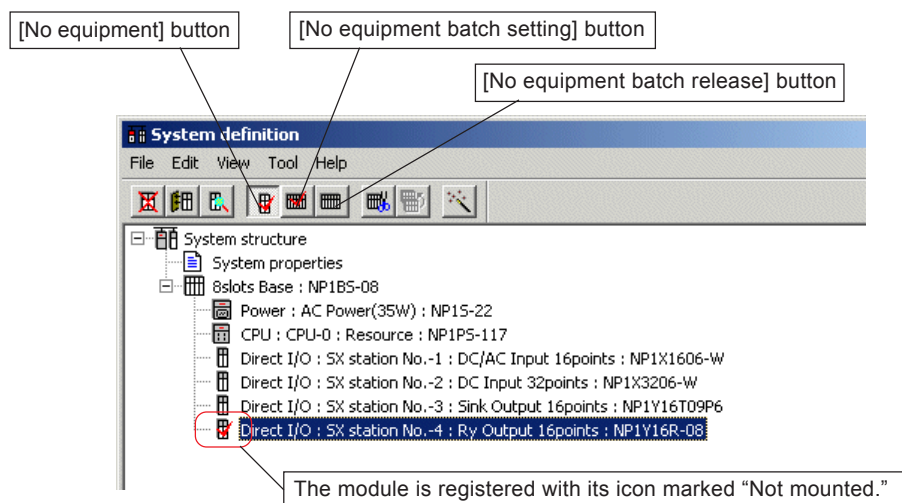 [No equipment] button
[No equipment batch setting] button
[No equipment batch release] button
System definition
File Edit View Tool Help
System structure
System properties
8slots Base : NP1BS-08
Power : AC Power(35W) : NP1S-22
CPU : CPU-0 : Resource : NP1PS-117
Direct I/O : SX station No.-1 : DC/AC Input 16points : NP1X1606-W
Direct I/O : SX station No.-2 : DC Input 32points : NP1X3206-W
Direct I/O : SX station No.-3 : Sink Output 16points : NP1Y16T09P6
Direct I/O : SX station No.-4 : Ry Output 16points : NP1Y16R-08
The module is registered with its icon marked “Not mounted.”